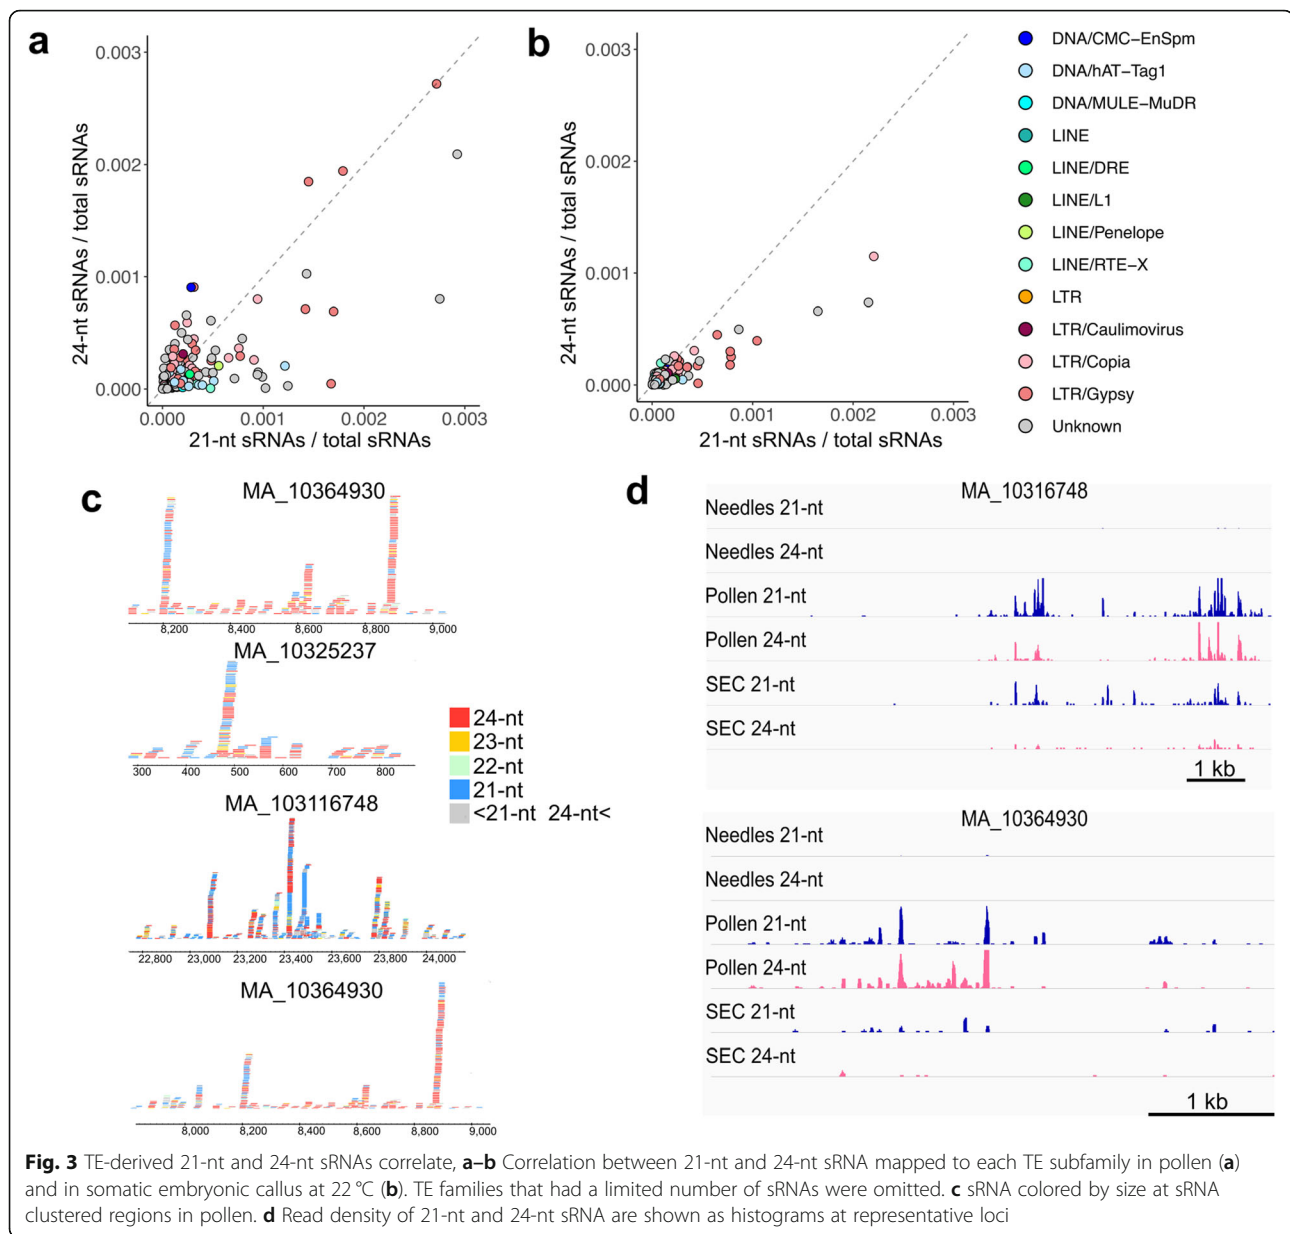 a
0.003
0.002
0.001
0.000
24-nt sRNAs / total sRNAs
0.000 0.001 0.002 0.003
21-nt sRNAs / total sRNAs
b
0.003
0.002
0.001
0.000
24-nt sRNAs / total sRNAs
0.000 0.001 0.002 0.003
21-nt sRNAs / total sRNAs
DNA/CMC−EnSpm
DNA/hAT−Tag1
DNA/MULE−MuDR
LINE
LINE/DRE
LINE/L1
LINE/Penelope
LINE/RTE−X
LTR
LTR/Caulimovirus
LTR/Copia
LTR/Gypsy
Unknown
c
MA_10364930
8,200 8,400 8,600 8,800 9,000
MA_10325237
300 400 500 600 700 800
MA_103116748
22,800 23,000 23,200 23,400 23,600 23,800 24,000
MA_10364930
8,000 8,200 8,400 8,600 8,800 9,000
24-nt
23-nt
22-nt
21-nt
<21-nt 24-nt<
d
MA_10316748
Needles 21-nt
Needles 24-nt
Pollen 21-nt
Pollen 24-nt
SEC 21-nt
SEC 24-nt
1 kb
MA_10364930
Needles 21-nt
Needles 24-nt
Pollen 21-nt
Pollen 24-nt
SEC 21-nt
SEC 24-nt
1 kb
Fig. 3 TE-derived 21-nt and 24-nt sRNAs correlate, a–b Correlation between 21-nt and 24-nt sRNA mapped to each TE subfamily in pollen (a)
and in somatic embryonic callus at 22 °C (b). TE families that had a limited number of sRNAs were omitted. c sRNA colored by size at sRNA
clustered regions in pollen. d Read density of 21-nt and 24-nt sRNA are shown as histograms at representative loci